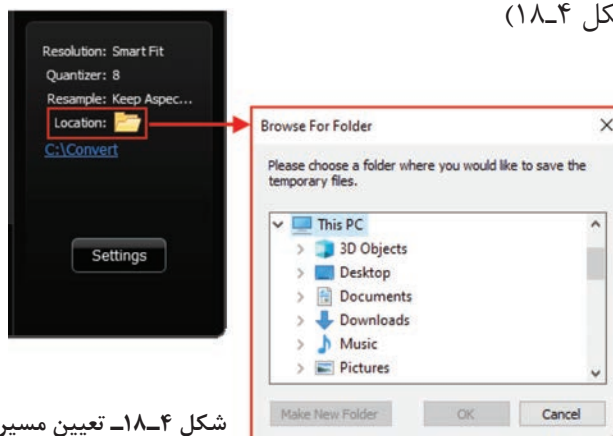 کل ۴ـ۱۸)
Resolution: Smart Fit
Quantizer: 8
Resample: Keep Aspec...
Location:
C:\Convert
Settings
Browse For Folder
Please choose a folder where you would like to save the
temporary files.
This PC
3D Objects
Desktop
Documents
Downloads
Music
Pictures
Make New Folder
OK
Cancel
شکل ۴ـ۱۸ـ تعیین مسیر